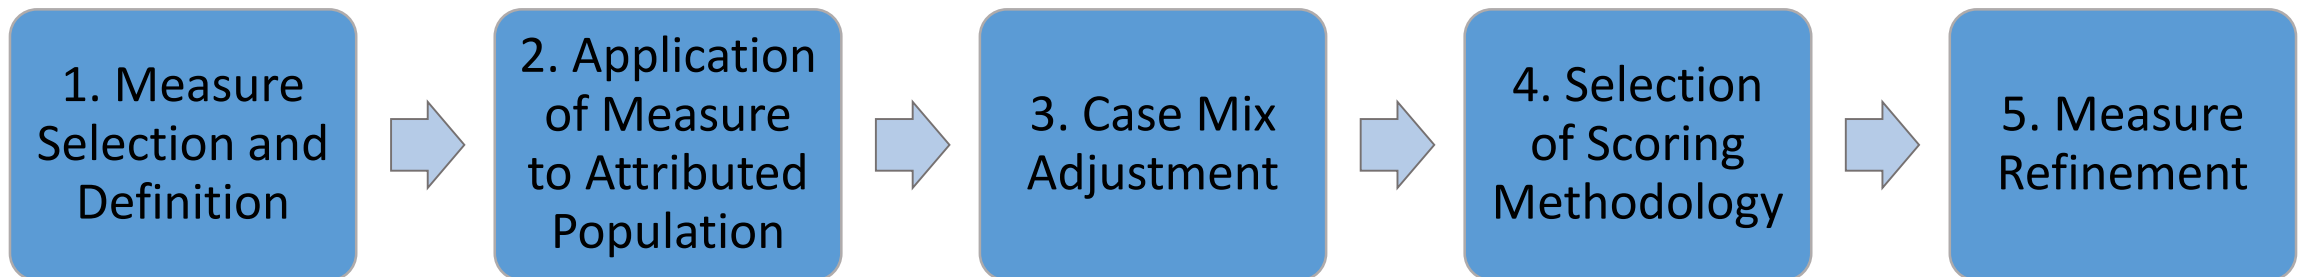 1. Measure
Selection and
Definition
2. Application
of Measure
to Attributed
Population
3. Case Mix
Adjustment
4. Selection
of Scoring
Methodology
5. Measure
Refinement